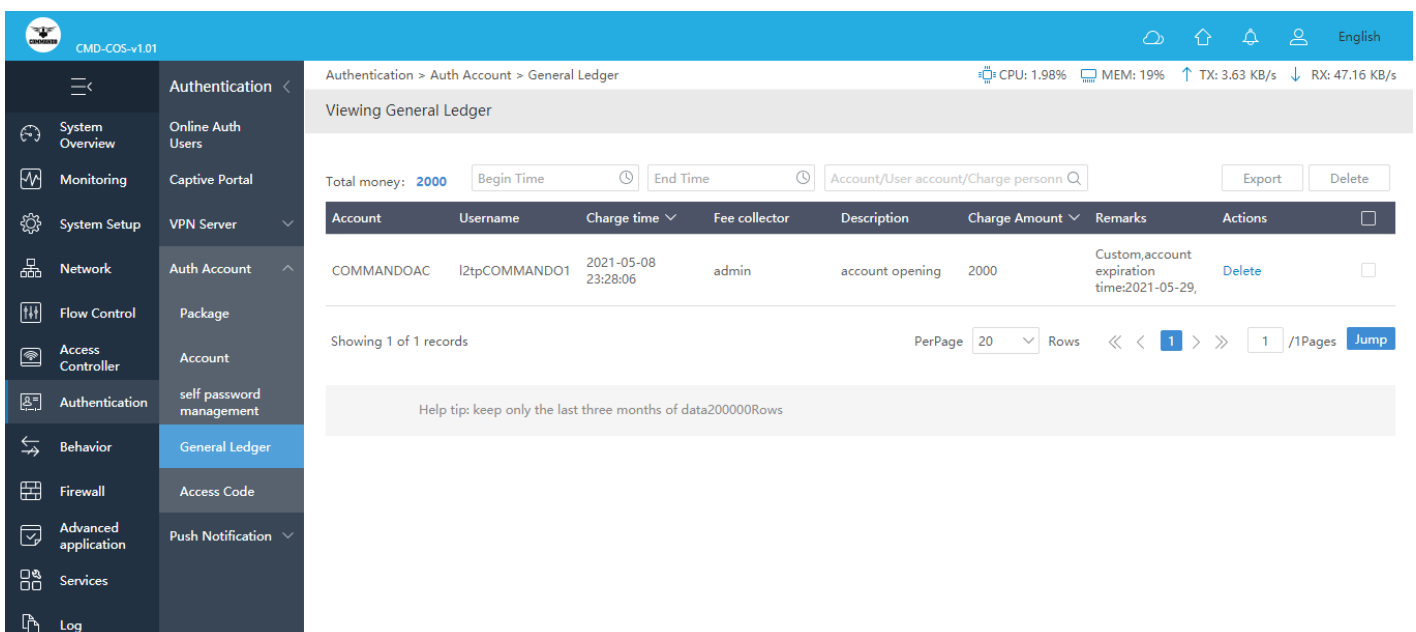 COMMANDO
CMD-COS-v1.01
English
Authentication > Auth Account > General Ledger
CPU: 1.98% MEM: 19% TX: 3.63 KB/s RX: 47.16 KB/s
Viewing General Ledger
System Overview
Monitoring
System Setup
Network
Flow Control
Access Controller
Authentication
Behavior
Firewall
Advanced application
Services
Log
Authentication
Online Auth Users
Captive Portal
VPN Server
Auth Account
Package
Account
self password management
General Ledger
Access Code
Push Notification
Total money: 2000 Begin Time End Time Account/User account/Charge personn Export Delete
Account Username Charge time Fee collector Description Charge Amount Remarks Actions
COMMANDOAC l2tpCOMMANDO1 2021-05-08 23:28:06 admin account opening 2000 Custom,account expiration time:2021-05-29, Delete
Showing 1 of 1 records PerPage 20 Rows 1 1 /1Pages Jump
Help tip: keep only the last three months of data200000Rows